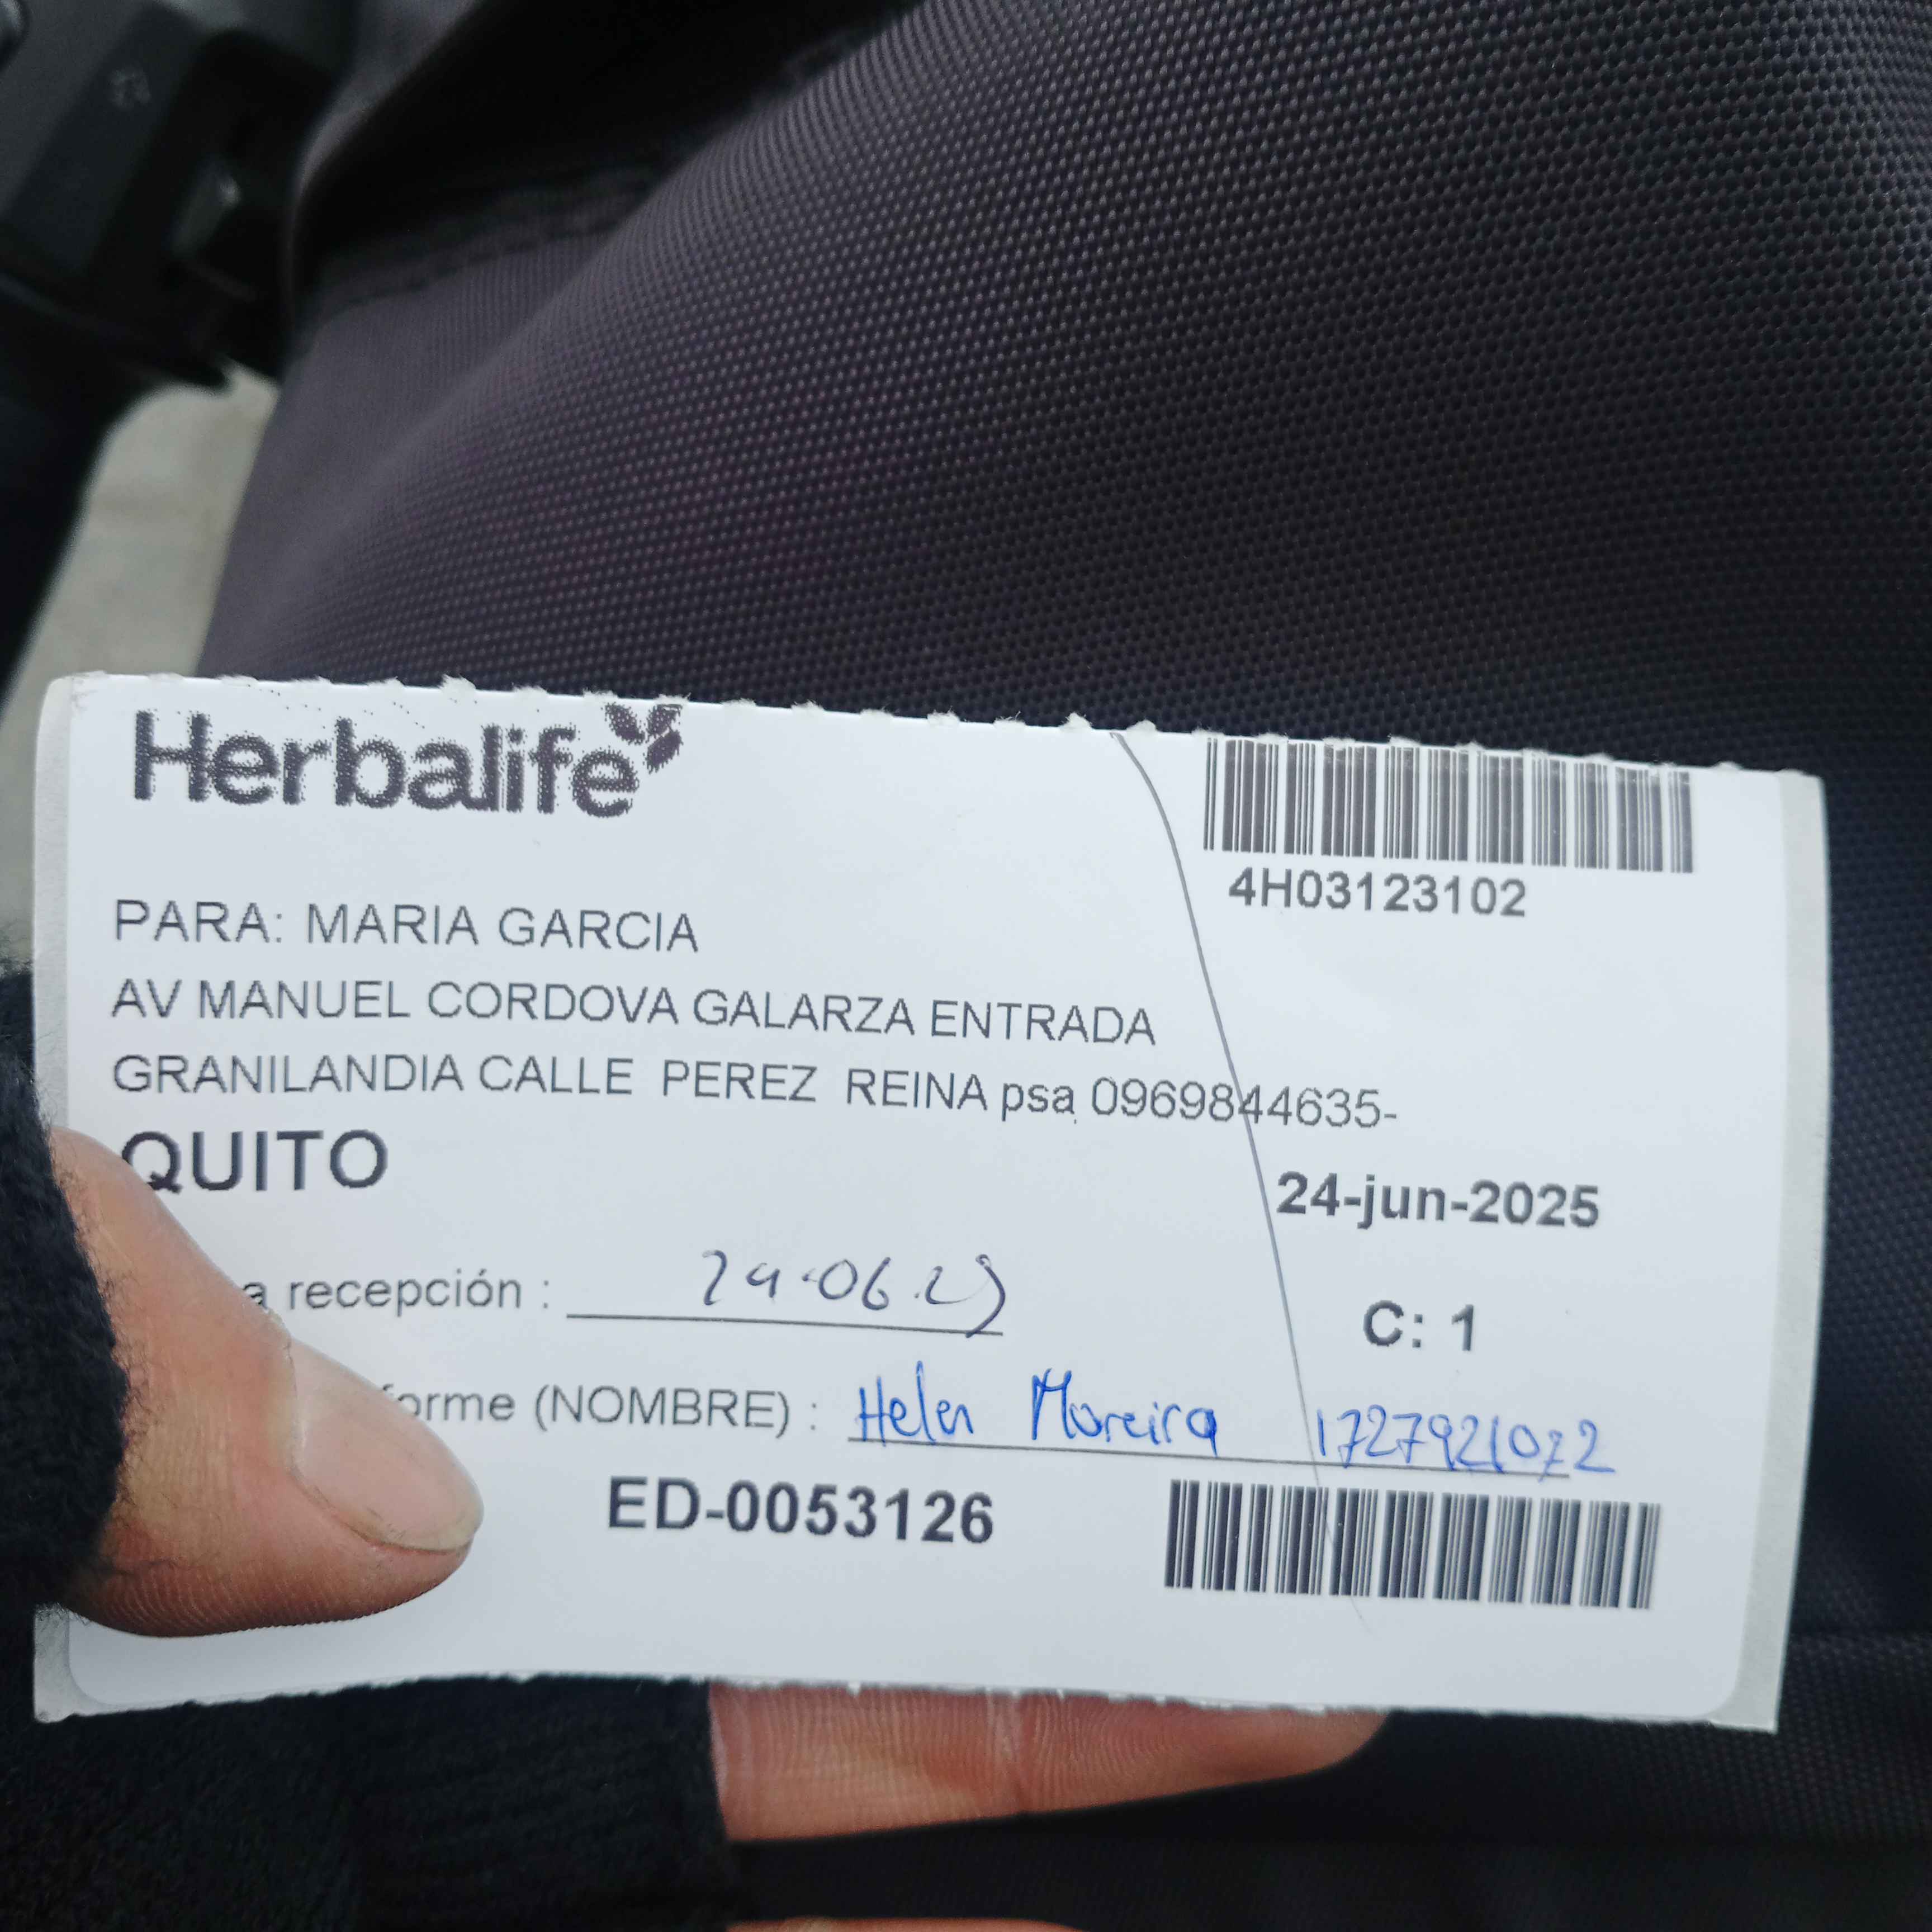 Herbalife
4H03123102
PARA: MARIA GARCIA
AV MANUEL CORDOVA GALARZA ENTRADA
GRANILANDIA CALLE PEREZ REINA psa 0969844635-
QUITO
24-jun-2025
a recepción : 24.06.25
C: 1
forme (NOMBRE) : Helen Moreira 1727921072
ED-0053126